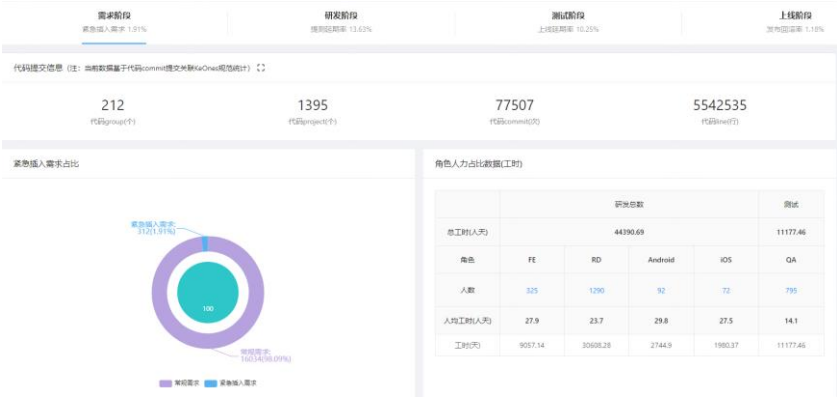 需求阶段
紧急插入需求 1.91%
研发阶段
提测延期率 13.63%
测试阶段
上线延期率 10.25%
上线阶段
发布回滚率 1.18%
代码提交信息（注：当前数据基于代码commit提交关联KeOnes规范统计）
212
代码group(个)
1395
代码project(个)
77507
代码commit(次)
5542535
代码line(行)
紧急插入需求占比
紧急插入需求:
312(1.91%)
100
常规需求:
16034(98.09%)
常规需求 紧急插入需求
角色人力占比数据(工时)
研发总数 测试
总工时(人天) 44390.69 11177.46
角色 FE RD Android iOS QA
人数 325 1290 92 72 795
人均工时(人天) 27.9 23.7 29.8 27.5 14.1
工时(天) 9057.14 30608.28 2744.9 1980.37 11177.46